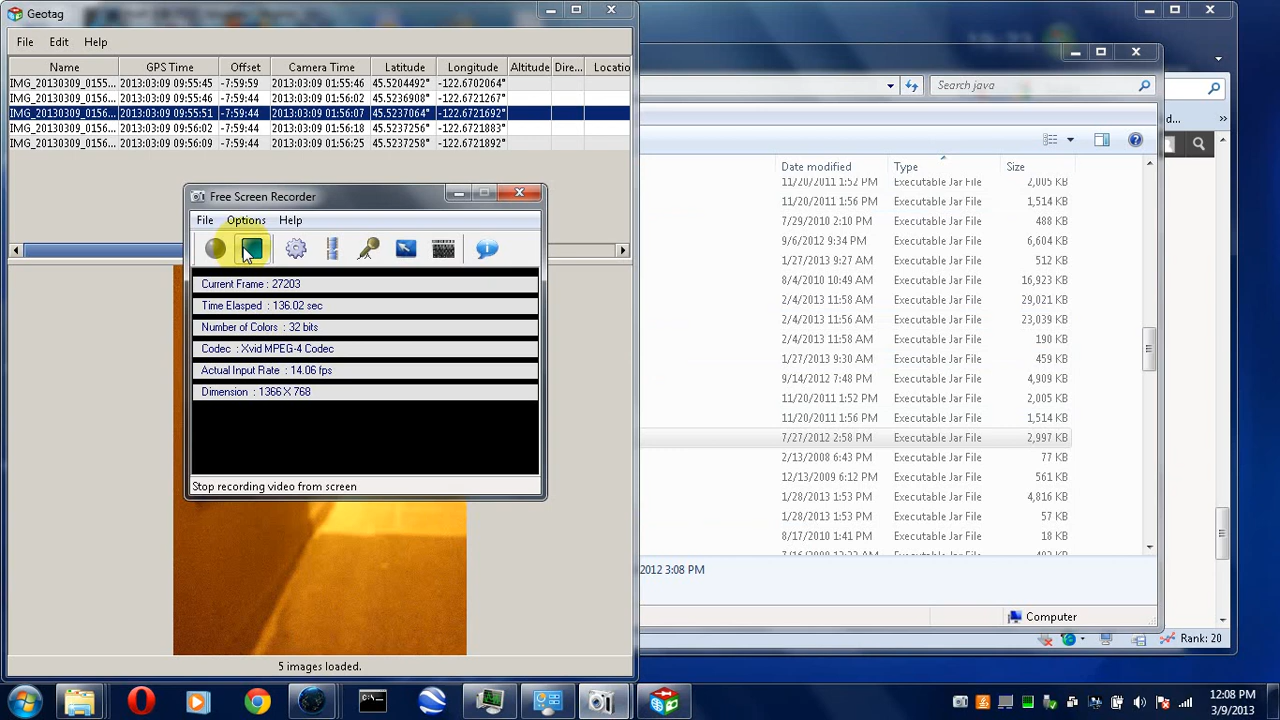 Geotag
File Edit Help
Name GPS Time Offset Camera Time Latitude Longitude Altitude Dire... Locatio
IMG_20130309_0155... 2013:03:09 09:55:45 -7:59:59 2013:03:09 01:55:46 45.5204492° -122.6702064°
IMG_20130309_0156... 2013:03:09 09:55:46 -7:59:44 2013:03:09 01:56:02 45.5236908° -122.6721267°
IMG_20130309_0156... 2013:03:09 09:55:51 -7:59:44 2013:03:09 01:56:07 45.5237064° -122.6721692°
IMG_20130309_0156... 2013:03:09 09:56:02 -7:59:44 2013:03:09 01:56:18 45.5237256° -122.6721883°
IMG_20130309_0156... 2013:03:09 09:56:09 -7:59:44 45.5237258° -122.6721892°
Free Screen Recorder
File Options Help
Current Frame : 27203
Time Elasped : 136.02 sec
Number of Colors : 32 bits
Codec : Xvid MPEG-4 Codec
Actual Input Rate : 14.06 fps
Dimension : 1366 X 768
Stop recording video from screen
5 images loaded.
Search java
d... »
Date modified Type Size
11/20/2011 1:52 PM Executable Jar File 2,005 KB
11/20/2011 1:56 PM Executable Jar File 1,514 KB
7/29/2010 2:10 PM Executable Jar File 488 KB
9/6/2012 9:34 PM Executable Jar File 6,604 KB
1/27/2013 9:27 AM Executable Jar File 512 KB
8/4/2010 10:49 AM Executable Jar File 16,923 KB
2/4/2013 11:58 AM Executable Jar File 29,021 KB
2/4/2013 11:56 AM Executable Jar File 23,039 KB
2/4/2013 11:58 AM Executable Jar File 190 KB
1/27/2013 9:30 AM Executable Jar File 459 KB
9/14/2012 7:48 PM Executable Jar File 4,909 KB
11/20/2011 1:52 PM Executable Jar File 2,005 KB
11/20/2011 1:56 PM Executable Jar File 1,514 KB
7/27/2012 2:58 PM Executable Jar File 2,997 KB
2/13/2008 6:43 PM Executable Jar File 77 KB
12/13/2009 6:12 PM Executable Jar File 561 KB
1/28/2013 1:53 PM Executable Jar File 4,816 KB
1/28/2013 1:53 PM Executable Jar File 57 KB
8/17/2010 1:41 PM Executable Jar File 18 KB
Executable Jar File
2012 3:08 PM
Computer
Rank: 20
12:08 PM
3/9/2013